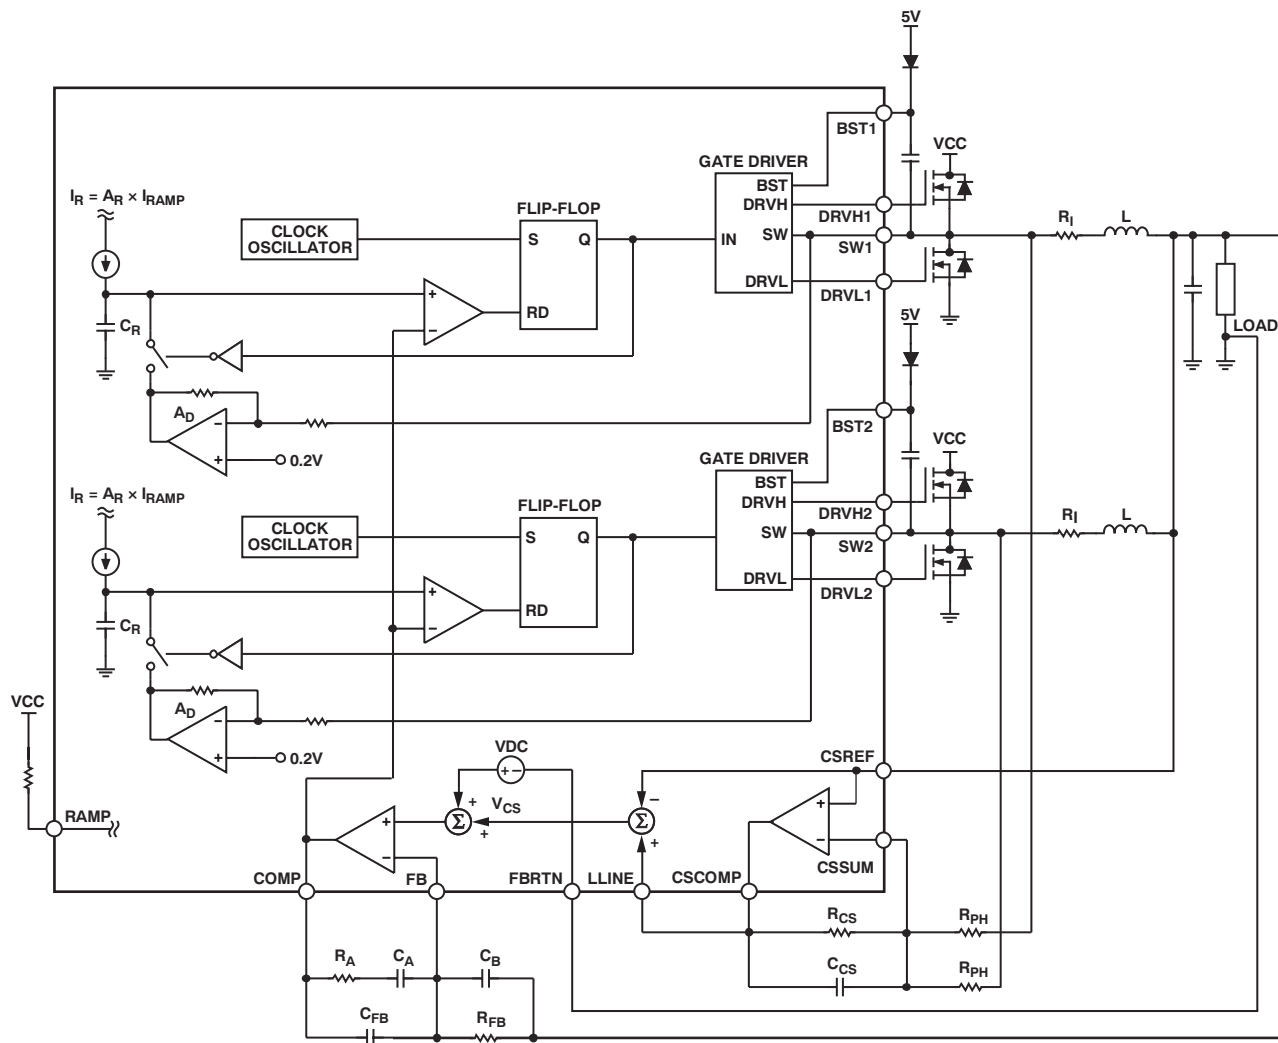 5V
BST1
VCC
GATE DRIVER
I_R = A_R × I_RAMP
BST
FLIP-FLOP
DRVH
DRVH1
R_I
L
CLOCK
OSCILLATOR
S
Q
IN
SW
SW1
DRVL
DRVL1
+
−
RD
C_R
5V
LOAD
A_D
−
+
0.2V
BST2
VCC
GATE DRIVER
I_R = A_R × I_RAMP
BST
FLIP-FLOP
DRVH
DRVH2
R_I
L
CLOCK
OSCILLATOR
S
Q
SW
SW2
DRVL
DRVL2
+
−
RD
C_R
VCC
A_D
−
+
0.2V
VDC
+ −
CSREF
RAMP
+
V_CS
Σ
+
−
Σ
+
+
−
+
−
CSSUM
COMP
FB
FBRTN
LLINE
CSCOMP
R_CS
R_PH
R_A
C_A
C_B
C_CS
R_PH
C_FB
R_FB